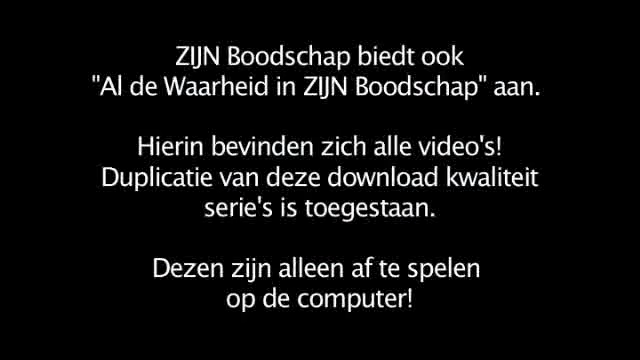 ZIJN Boodschap biedt ook
"Al de Waarheid in ZIJN Boodschap" aan.
Hierin bevinden zich alle video's!
Duplicatie van deze download kwaliteit
serie's is toegestaan.
Dezen zijn alleen af te spelen
op de computer!